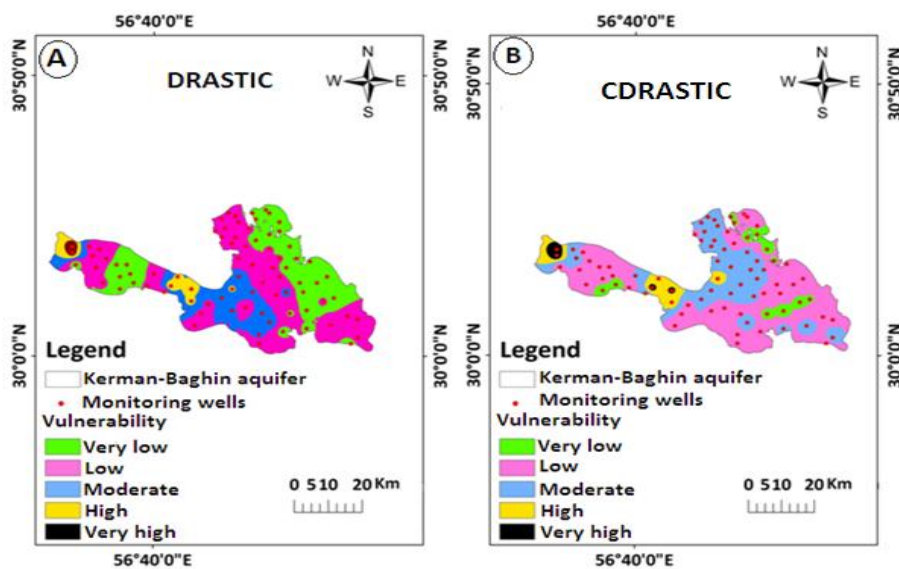 56°40'0"E
A
DRASTIC
N
W E
S
30°50'0"N
30°50'0"N
30°0'0"N
30°0'0"N
Legend
Kerman-Baghin aquifer
Monitoring wells
Vulnerability
Very low
Low
Moderate
High
Very high
0 510 20 Km
56°40'0"E
56°40'0"E
B
CDRASTIC
N
W E
S
30°50'0"N
30°0'0"N
Legend
Kerman-Baghin aquifer
Monitoring wells
Vulnerability
Very low
Low
Moderate
High
Very high
0 510 20 Km
56°40'0"E